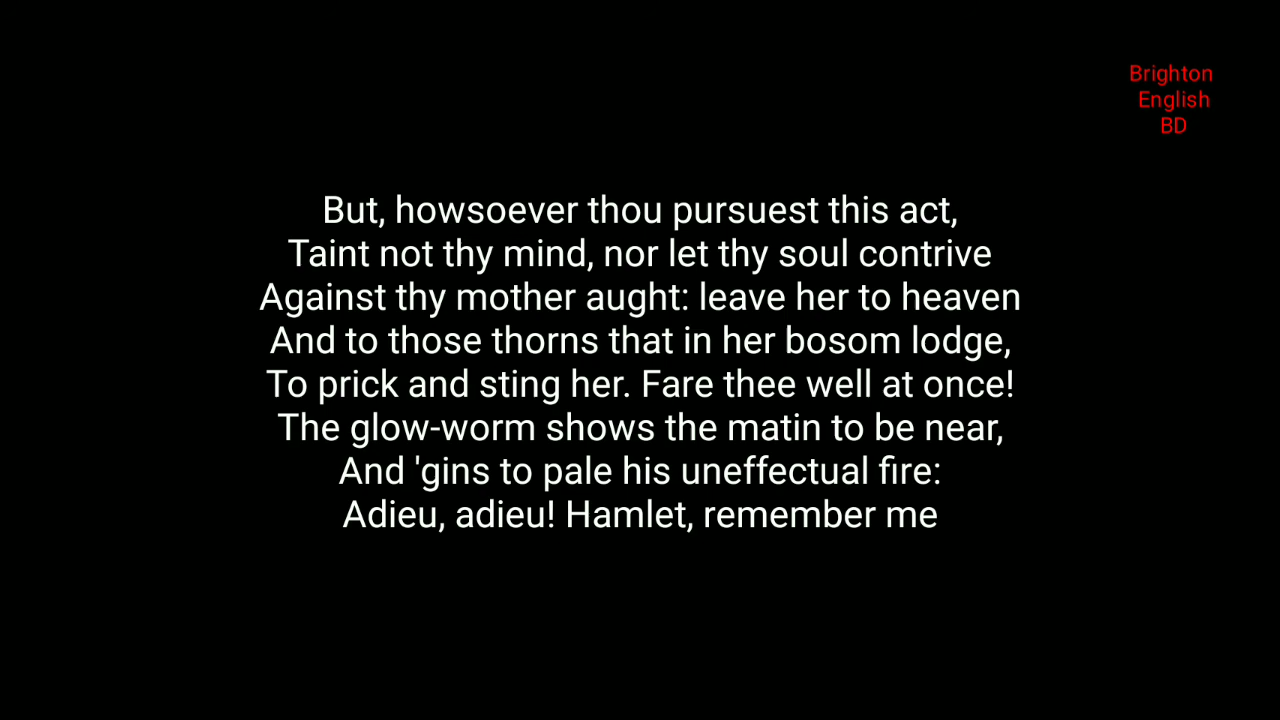 Brighton
English
BD
But, howsoever thou pursuest this act,
Taint not thy mind, nor let thy soul contrive
Against thy mother aught: leave her to heaven
And to those thorns that in her bosom lodge,
To prick and sting her. Fare thee well at once!
The glow-worm shows the matin to be near,
And 'gins to pale his uneffectual fire:
Adieu, adieu! Hamlet, remember me